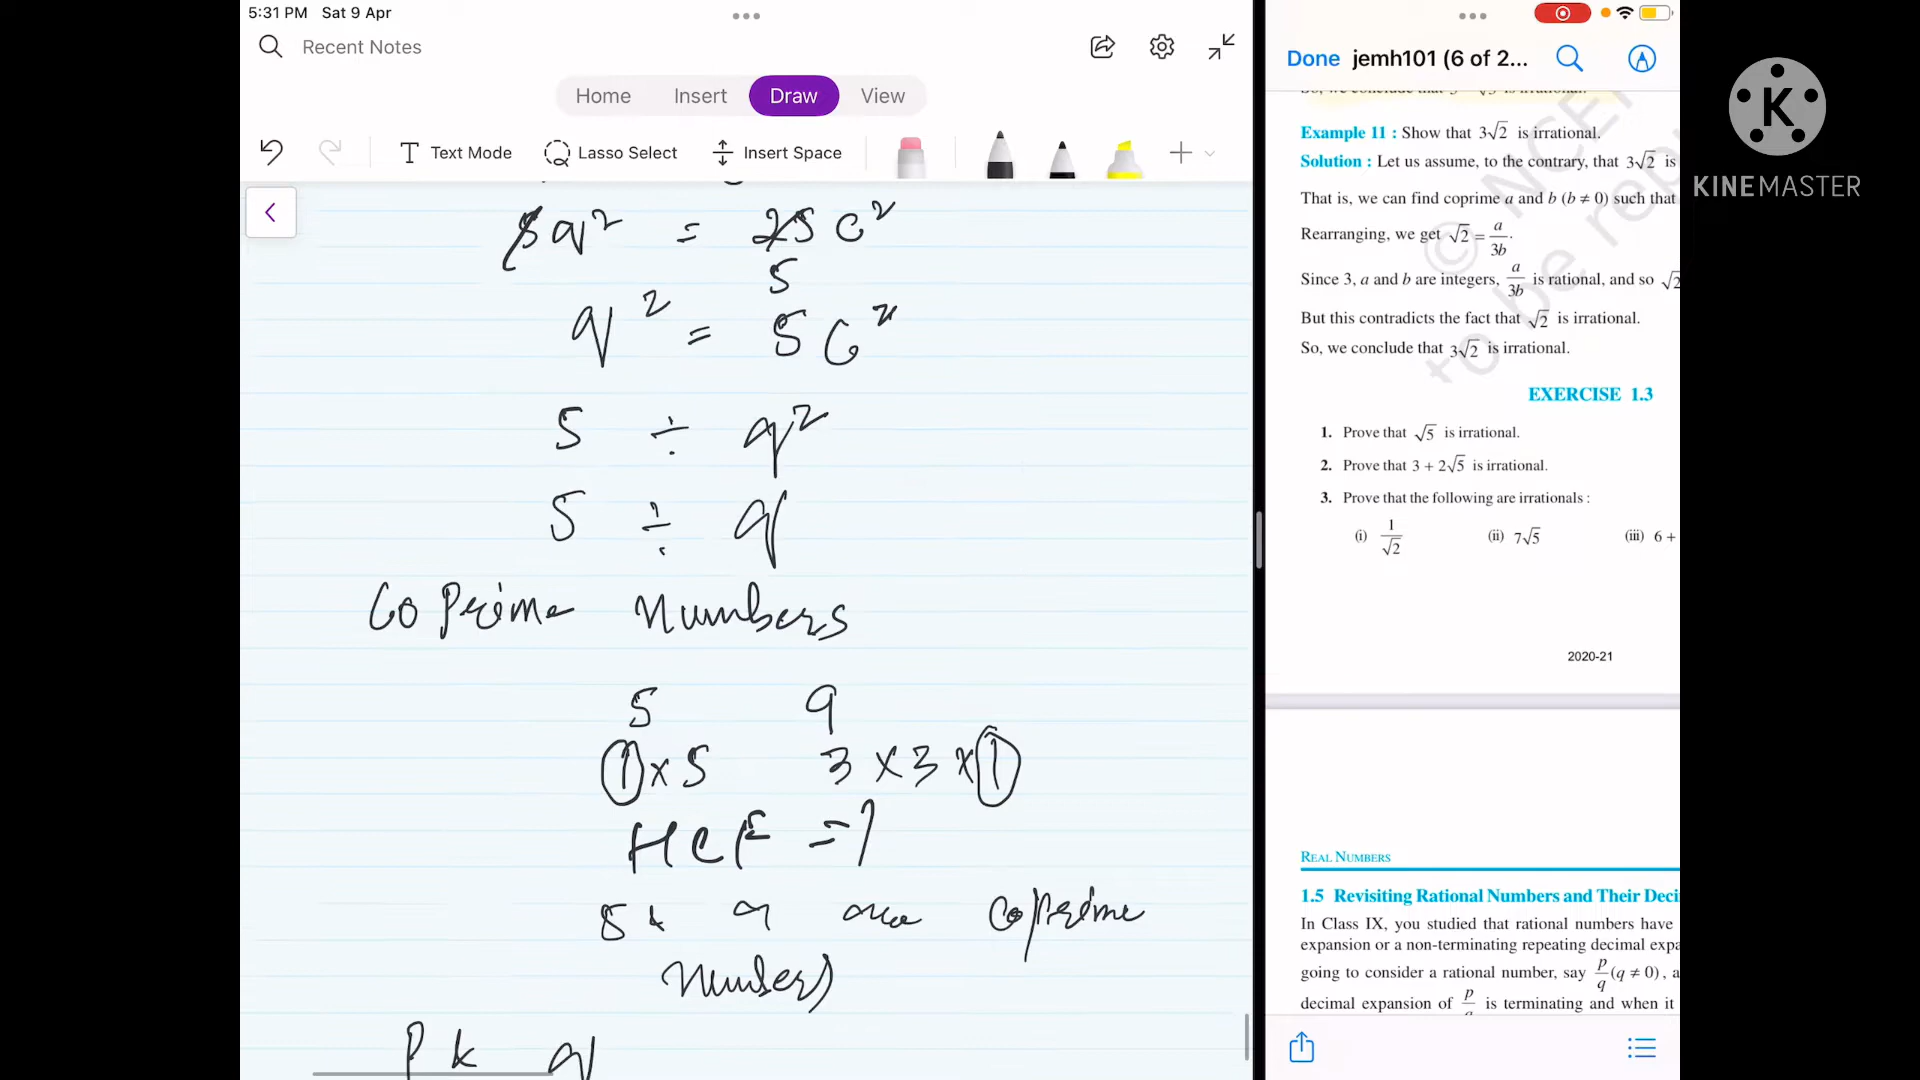 5:31 PM Sat 9 Apr
Recent Notes
Home Insert Draw View
Text Mode Lasso Select Insert Space
5q² = 25c²
5
q² = 5c²
5 ÷ q²
5 ÷ q
CoPrime Numbers
5 9
1 × 5 3 × 3 × 1
HCF = 1
5 & 9 are coprime
Numbers
P & q
Done jemh101 (6 of 2...
Example 11 : Show that 3√2 is irrational.
Solution : Let us assume, to the contrary, that 3√2 is
That is, we can find coprime a and b (b ≠ 0) such that
Rearranging, we get √2 = a/3b.
Since 3, a and b are integers, a/3b is rational, and so √2
But this contradicts the fact that √2 is irrational.
So, we conclude that 3√2 is irrational.
EXERCISE 1.3
1. Prove that √5 is irrational.
2. Prove that 3 + 2√5 is irrational.
3. Prove that the following are irrationals :
(i) 1/√2 (ii) 7√5 (iii) 6 +
2020-21
REAL NUMBERS
1.5 Revisiting Rational Numbers and Their Deci
In Class IX, you studied that rational numbers have
expansion or a non-terminating repeating decimal expa
going to consider a rational number, say p/q (q ≠ 0), a
decimal expansion of p/q is terminating and when it
K
KINEMASTER